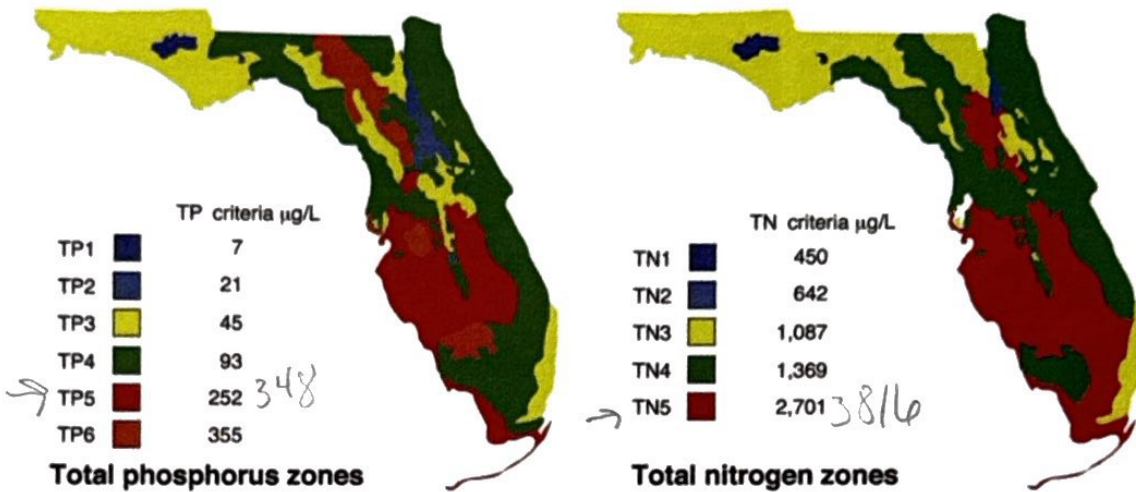 TP criteria µg/L
TP1 7
TP2 21
TP3 45
TP4 93
→ TP5 252 348
TP6 355
Total phosphorus zones
TN criteria µg/L
TN1 450
TN2 642
TN3 1,087
TN4 1,369
→ TN5 2,701 3816
Total nitrogen zones